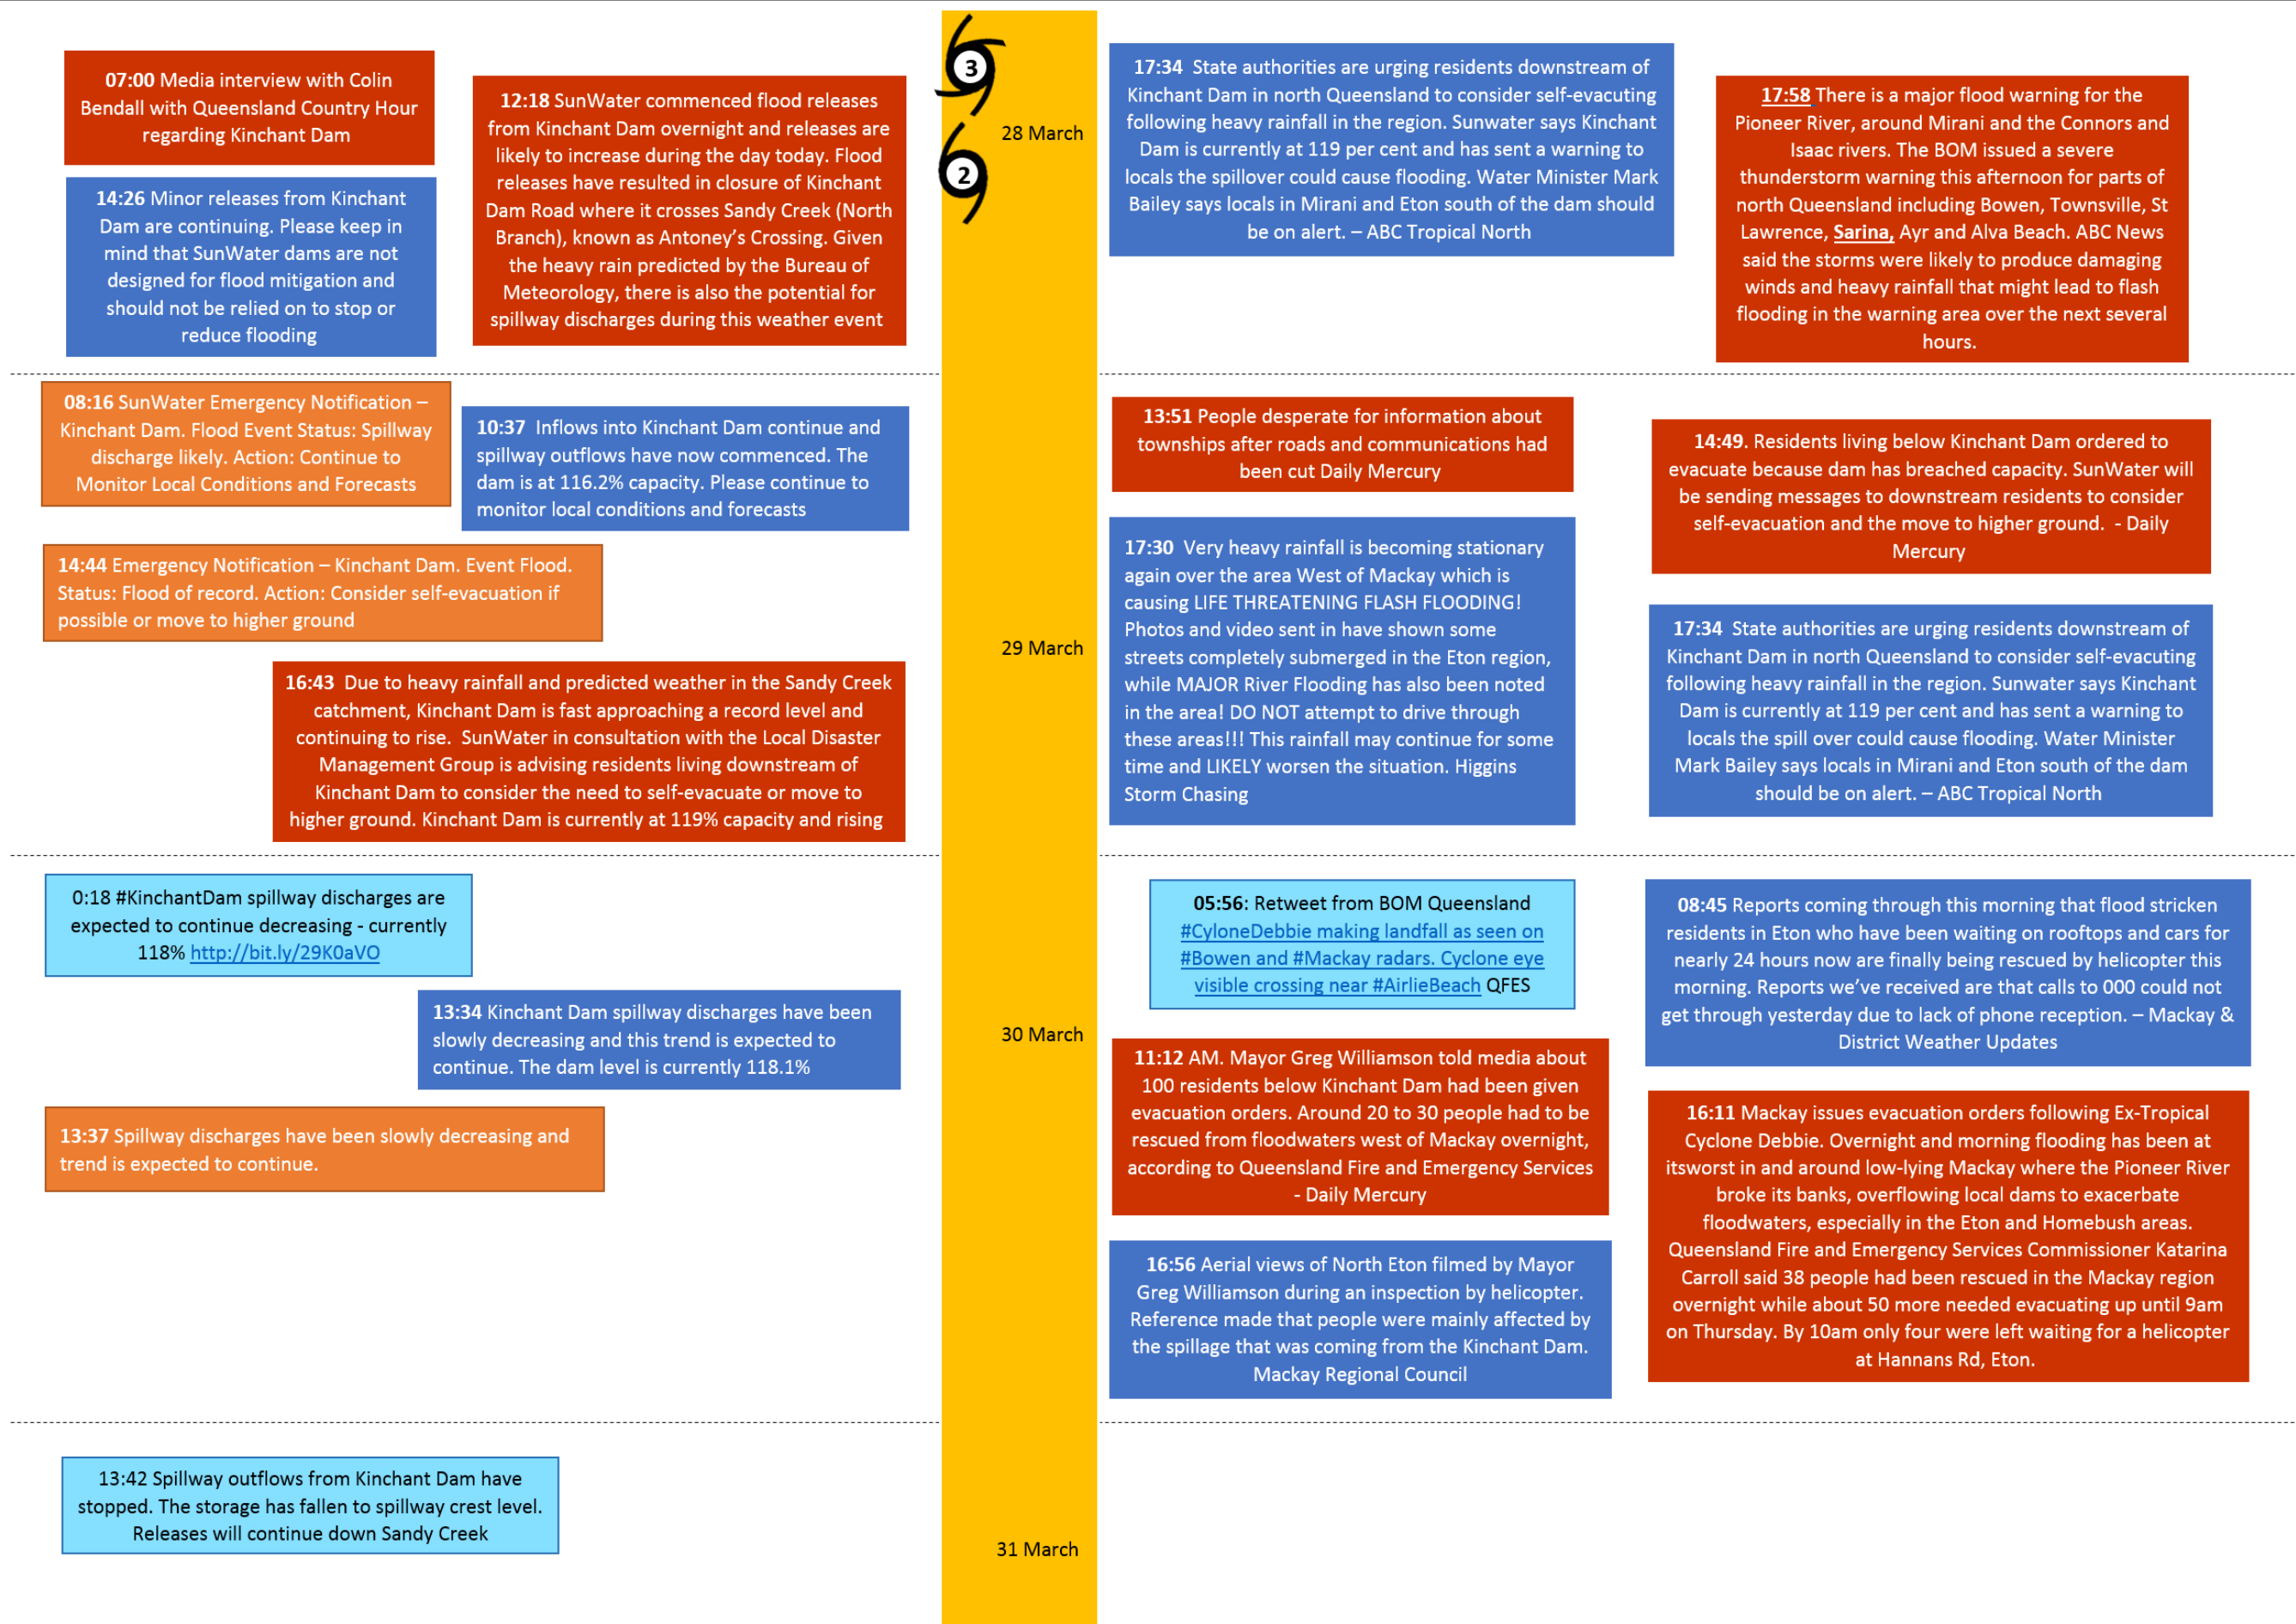 07:00 Media interview with Colin
Bendall with Queensland Country Hour
regarding Kinchant Dam
14:26 Minor releases from Kinchant
Dam are continuing. Please keep in
mind that SunWater dams are not
designed for flood mitigation and
should not be relied on to stop or
reduce flooding
12:18 SunWater commenced flood releases
from Kinchant Dam overnight and releases are
likely to increase during the day today. Flood
releases have resulted in closure of Kinchant
Dam Road where it crosses Sandy Creek (North
Branch), known as Antoney's Crossing. Given
the heavy rain predicted by the Bureau of
Meteorology, there is also the potential for
spillway discharges during this weather event
3
28 March
2
17:34 State authorities are urging residents downstream of
Kinchant Dam in north Queensland to consider self-evacuting
following heavy rainfall in the region. Sunwater says Kinchant
Dam is currently at 119 per cent and has sent a warning to
locals the spillover could cause flooding. Water Minister Mark
Bailey says locals in Mirani and Eton south of the dam should
be on alert. – ABC Tropical North
17:58 There is a major flood warning for the
Pioneer River, around Mirani and the Connors and
Isaac rivers. The BOM issued a severe
thunderstorm warning this afternoon for parts of
north Queensland including Bowen, Townsville, St
Lawrence, Sarina, Ayr and Alva Beach. ABC News
said the storms were likely to produce damaging
winds and heavy rainfall that might lead to flash
flooding in the warning area over the next several
hours.
08:16 SunWater Emergency Notification –
Kinchant Dam. Flood Event Status: Spillway
discharge likely. Action: Continue to
Monitor Local Conditions and Forecasts
10:37 Inflows into Kinchant Dam continue and
spillway outflows have now commenced. The
dam is at 116.2% capacity. Please continue to
monitor local conditions and forecasts
14:44 Emergency Notification – Kinchant Dam. Event Flood.
Status: Flood of record. Action: Consider self-evacuation if
possible or move to higher ground
16:43 Due to heavy rainfall and predicted weather in the Sandy Creek
catchment, Kinchant Dam is fast approaching a record level and
continuing to rise. SunWater in consultation with the Local Disaster
Management Group is advising residents living downstream of
Kinchant Dam to consider the need to self-evacuate or move to
higher ground. Kinchant Dam is currently at 119% capacity and rising
29 March
13:51 People desperate for information about
townships after roads and communications had
been cut Daily Mercury
17:30 Very heavy rainfall is becoming stationary
again over the area West of Mackay which is
causing LIFE THREATENING FLASH FLOODING!
Photos and video sent in have shown some
streets completely submerged in the Eton region,
while MAJOR River Flooding has also been noted
in the area! DO NOT attempt to drive through
these areas!!! This rainfall may continue for some
time and LIKELY worsen the situation. Higgins
Storm Chasing
14:49. Residents living below Kinchant Dam ordered to
evacuate because dam has breached capacity. SunWater will
be sending messages to downstream residents to consider
self-evacuation and the move to higher ground. - Daily
Mercury
17:34 State authorities are urging residents downstream of
Kinchant Dam in north Queensland to consider self-evacuting
following heavy rainfall in the region. Sunwater says Kinchant
Dam is currently at 119 per cent and has sent a warning to
locals the spill over could cause flooding. Water Minister
Mark Bailey says locals in Mirani and Eton south of the dam
should be on alert. – ABC Tropical North
0:18 #KinchantDam spillway discharges are
expected to continue decreasing - currently
118% http://bit.ly/29K0aVO
13:34 Kinchant Dam spillway discharges have been
slowly decreasing and this trend is expected to
continue. The dam level is currently 118.1%
13:37 Spillway discharges have been slowly decreasing and
trend is expected to continue.
30 March
05:56: Retweet from BOM Queensland
#CyloneDebbie making landfall as seen on
#Bowen and #Mackay radars. Cyclone eye
visible crossing near #AirlieBeach QFES
11:12 AM. Mayor Greg Williamson told media about
100 residents below Kinchant Dam had been given
evacuation orders. Around 20 to 30 people had to be
rescued from floodwaters west of Mackay overnight,
according to Queensland Fire and Emergency Services
- Daily Mercury
16:56 Aerial views of North Eton filmed by Mayor
Greg Williamson during an inspection by helicopter.
Reference made that people were mainly affected by
the spillage that was coming from the Kinchant Dam.
Mackay Regional Council
08:45 Reports coming through this morning that flood stricken
residents in Eton who have been waiting on rooftops and cars for
nearly 24 hours now are finally being rescued by helicopter this
morning. Reports we've received are that calls to 000 could not
get through yesterday due to lack of phone reception. – Mackay &
District Weather Updates
16:11 Mackay issues evacuation orders following Ex-Tropical
Cyclone Debbie. Overnight and morning flooding has been at
itsworst in and around low-lying Mackay where the Pioneer River
broke its banks, overflowing local dams to exacerbate
floodwaters, especially in the Eton and Homebush areas.
Queensland Fire and Emergency Services Commissioner Katarina
Carroll said 38 people had been rescued in the Mackay region
overnight while about 50 more needed evacuating up until 9am
on Thursday. By 10am only four were left waiting for a helicopter
at Hannans Rd, Eton.
13:42 Spillway outflows from Kinchant Dam have
stopped. The storage has fallen to spillway crest level.
Releases will continue down Sandy Creek
31 March